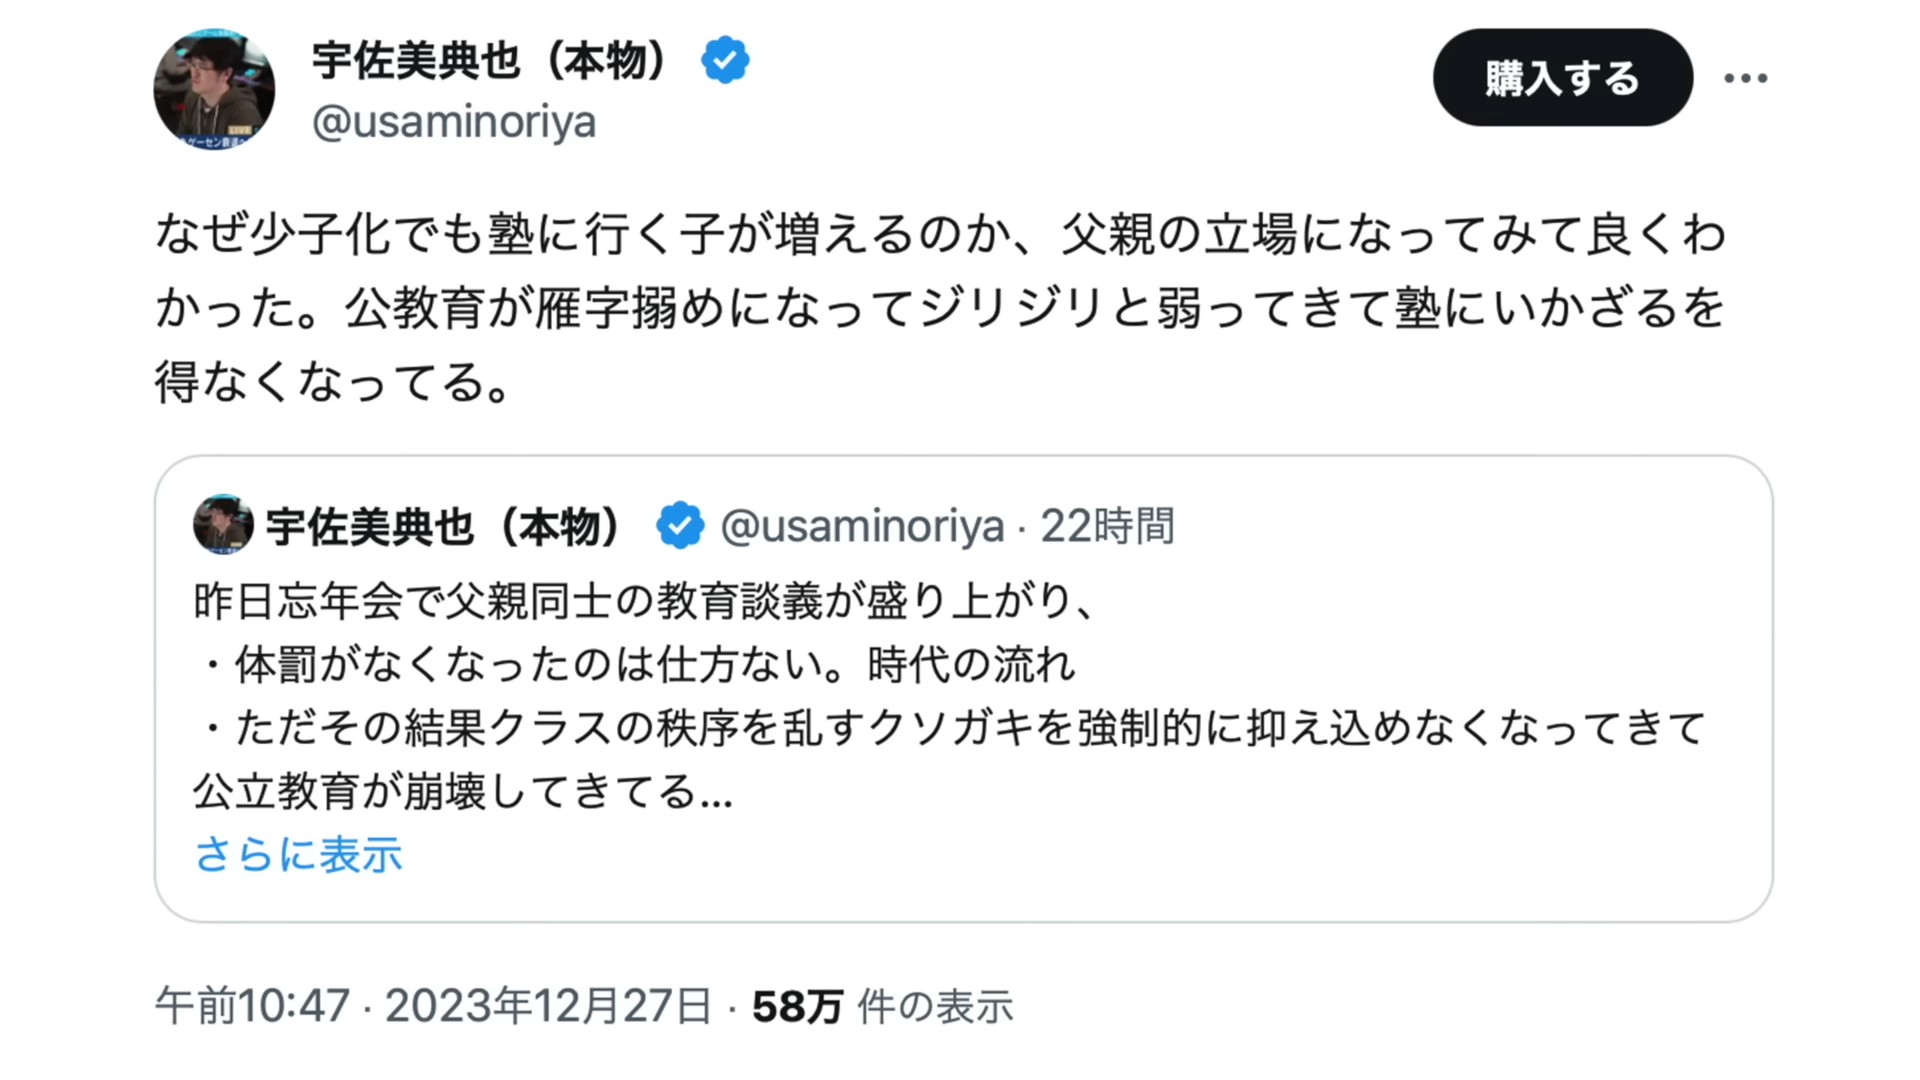 宇佐美典也（本物）
@usaminoriya
購入する
なぜ少子化でも塾に行く子が増えるのか、父親の立場になってみて良くわ
かった。公教育が雁字搦めになってジリジリと弱ってきて塾にいかざるを
得なくなってる。
宇佐美典也（本物） @usaminoriya · 22時間
昨日忘年会で父親同士の教育談義が盛り上がり、
・体罰がなくなったのは仕方ない。時代の流れ
・ただその結果クラスの秩序を乱すクソガキを強制的に抑え込めなくなってきて
公立教育が崩壊してきてる...
さらに表示
午前10:47 · 2023年12月27日 · 58万 件の表示